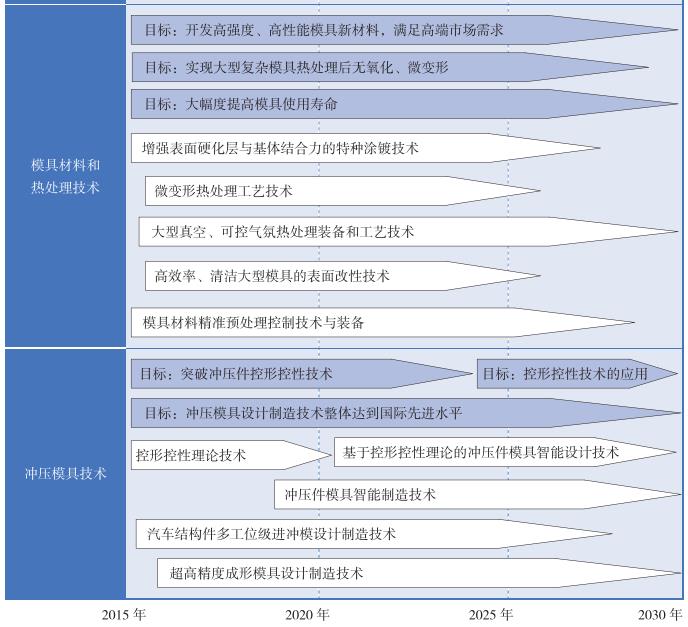 模具材料和
热处理技术
目标：开发高强度、高性能模具新材料，满足高端市场需求
目标：实现大型复杂模具热处理后无氧化、微变形
目标：大幅度提高模具使用寿命
增强表面硬化层与基体结合力的特种涂镀技术
微变形热处理工艺技术
大型真空、可控气氛热处理装备和工艺技术
高效率、清洁大型模具的表面改性技术
模具材料精准预处理控制技术与装备
冲压模具技术
目标：突破冲压件控形控性技术
目标：控形控性技术的应用
目标：冲压模具设计制造技术整体达到国际先进水平
控形控性理论技术
基于控形控性理论的冲压件模具智能设计技术
冲压件模具智能制造技术
汽车结构件多工位级进冲模设计制造技术
超高精度成形模具设计制造技术
2015 年
2020 年
2025 年
2030 年